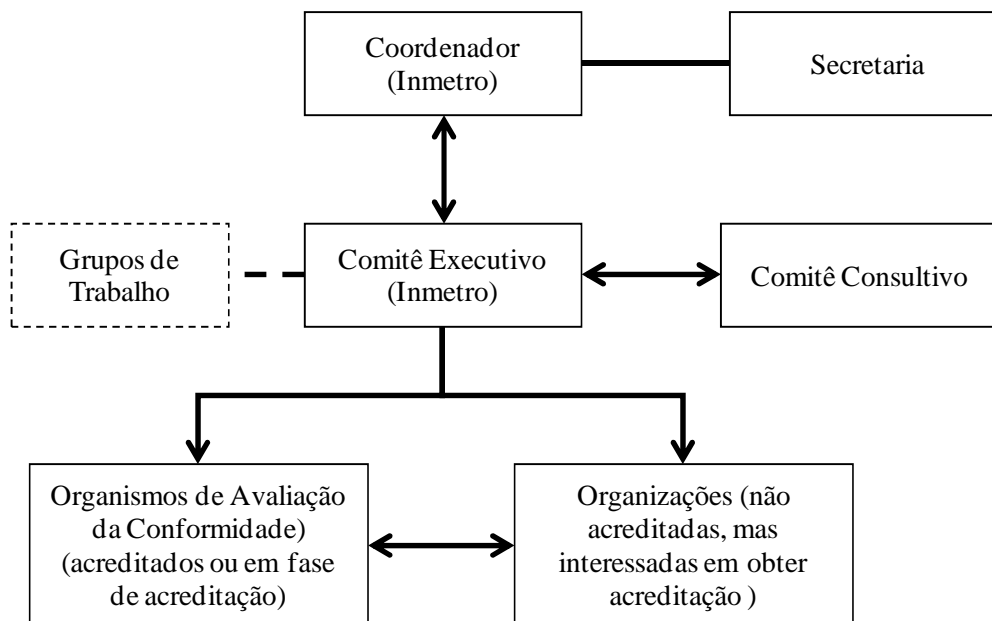 Coordenador
(Inmetro)
Secretaria
Grupos de
Trabalho
Comitê Executivo
(Inmetro)
Comitê Consultivo
Organismos de Avaliação
da Conformidade)
(acreditados ou em fase
de acreditação)
Organizações (não
acreditadas, mas
interessadas em obter
acreditação )